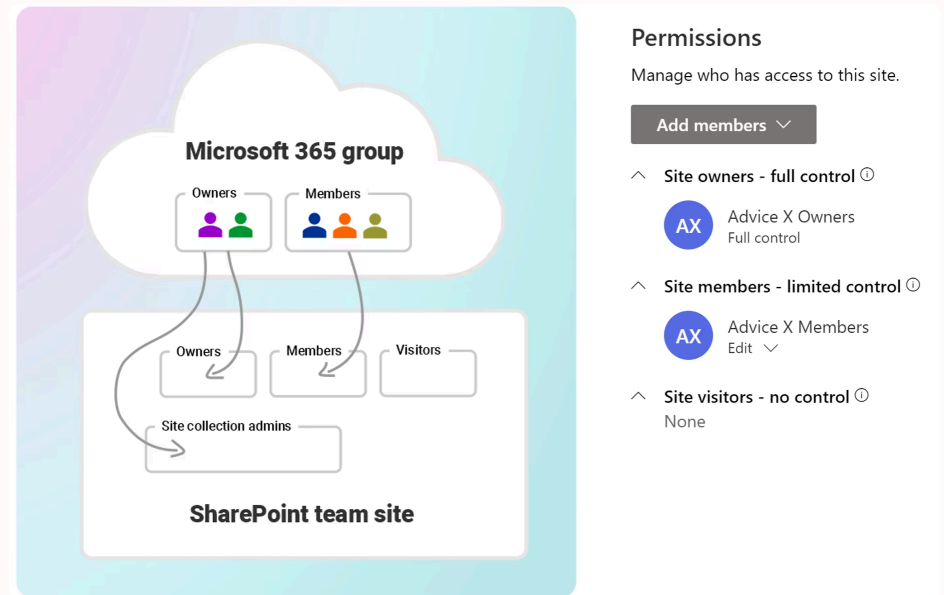 Microsoft 365 group
Owners
Members
Owners
Members
Visitors
Site collection admins
SharePoint team site
Permissions
Manage who has access to this site.
Add members
Site owners - full control
AX
Advice X Owners
Full control
Site members - limited control
AX
Advice X Members
Edit
Site visitors - no control
None